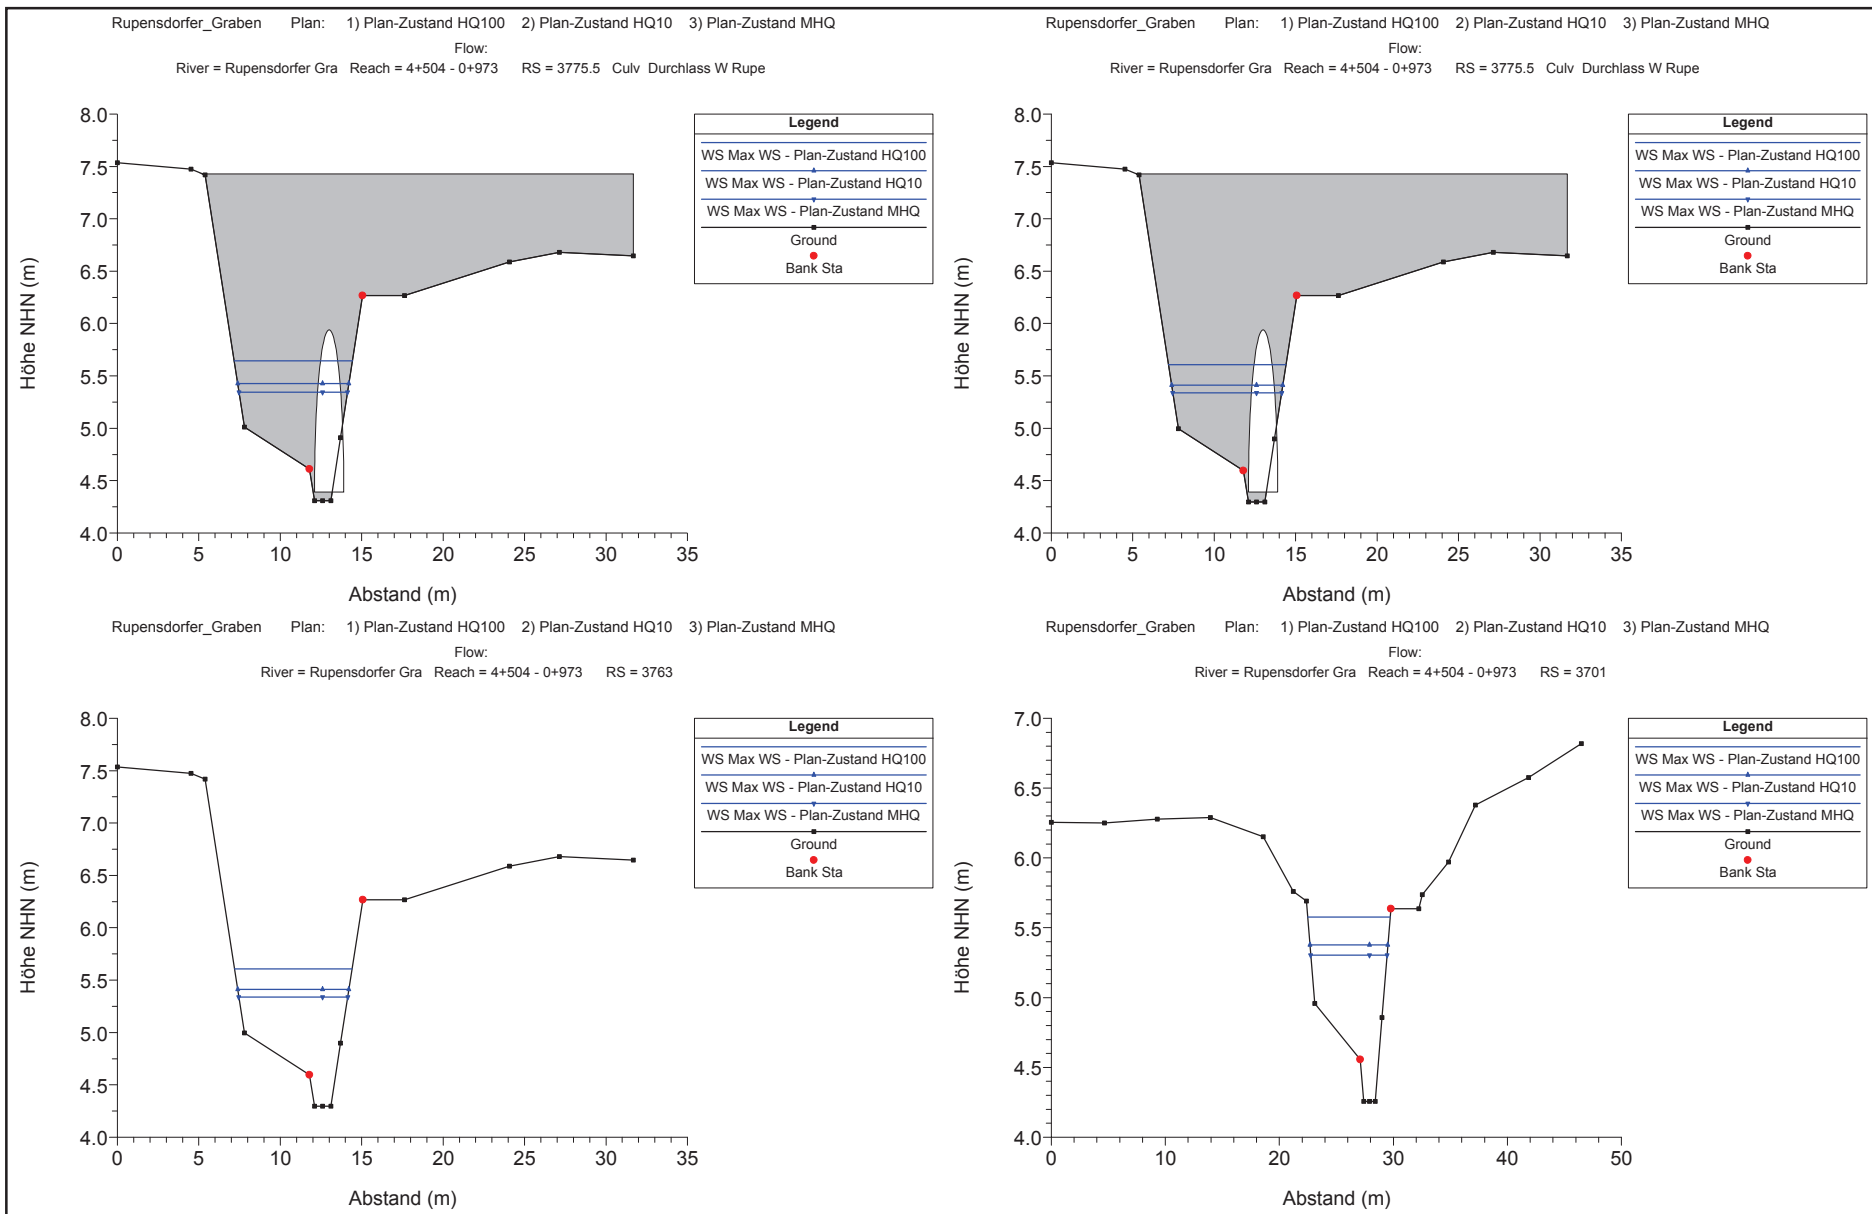 Rupensdorfer_Graben Plan: 1) Plan-Zustand HQ100 2) Plan-Zustand HQ10 3) Plan-Zustand MHQ
Flow:
River = Rupensdorfer Gra Reach = 4+504 - 0+973 RS = 3775.5 Culv Durchlass W Rupe
Höhe NHN (m)
8.0
7.5
7.0
6.5
6.0
5.5
5.0
4.5
4.0
0 5 10 15 20 25 30 35
Abstand (m)
Legend
WS Max WS - Plan-Zustand HQ100
WS Max WS - Plan-Zustand HQ10
WS Max WS - Plan-Zustand MHQ
Ground
Bank Sta
Rupensdorfer_Graben Plan: 1) Plan-Zustand HQ100 2) Plan-Zustand HQ10 3) Plan-Zustand MHQ
Flow:
River = Rupensdorfer Gra Reach = 4+504 - 0+973 RS = 3775.5 Culv Durchlass W Rupe
Höhe NHN (m)
8.0
7.5
7.0
6.5
6.0
5.5
5.0
4.5
4.0
0 5 10 15 20 25 30 35
Abstand (m)
Legend
WS Max WS - Plan-Zustand HQ100
WS Max WS - Plan-Zustand HQ10
WS Max WS - Plan-Zustand MHQ
Ground
Bank Sta
Rupensdorfer_Graben Plan: 1) Plan-Zustand HQ100 2) Plan-Zustand HQ10 3) Plan-Zustand MHQ
Flow:
River = Rupensdorfer Gra Reach = 4+504 - 0+973 RS = 3763
Höhe NHN (m)
8.0
7.5
7.0
6.5
6.0
5.5
5.0
4.5
4.0
0 5 10 15 20 25 30 35
Abstand (m)
Legend
WS Max WS - Plan-Zustand HQ100
WS Max WS - Plan-Zustand HQ10
WS Max WS - Plan-Zustand MHQ
Ground
Bank Sta
Rupensdorfer_Graben Plan: 1) Plan-Zustand HQ100 2) Plan-Zustand HQ10 3) Plan-Zustand MHQ
Flow:
River = Rupensdorfer Gra Reach = 4+504 - 0+973 RS = 3701
Höhe NHN (m)
7.0
6.5
6.0
5.5
5.0
4.5
4.0
0 10 20 30 40 50
Abstand (m)
Legend
WS Max WS - Plan-Zustand HQ100
WS Max WS - Plan-Zustand HQ10
WS Max WS - Plan-Zustand MHQ
Ground
Bank Sta